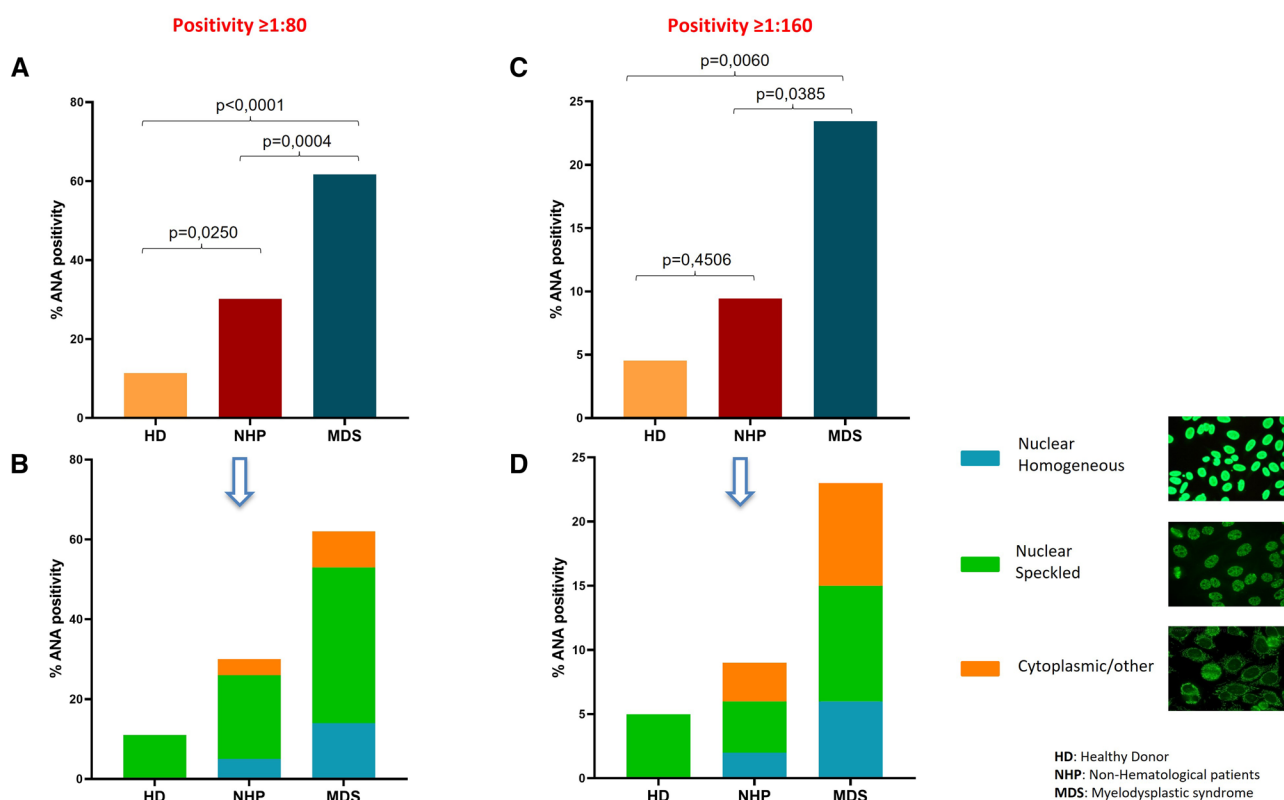 Positivity ≥1:80
Positivity ≥1:160
A
% ANA positivity
80
60
40
20
0
p<0,0001
p=0,0004
p=0,0250
HD
NHP
MDS
C
% ANA positivity
25
20
15
10
5
0
p=0,0060
p=0,0385
p=0,4506
HD
NHP
MDS
B
% ANA positivity
80
60
40
20
0
HD
NHP
MDS
D
% ANA positivity
25
20
15
10
5
0
HD
NHP
MDS
Nuclear
Homogeneous
Nuclear
Speckled
Cytoplasmic/other
HD: Healthy Donor
NHP: Non-Hematological patients
MDS: Myelodysplastic syndrome